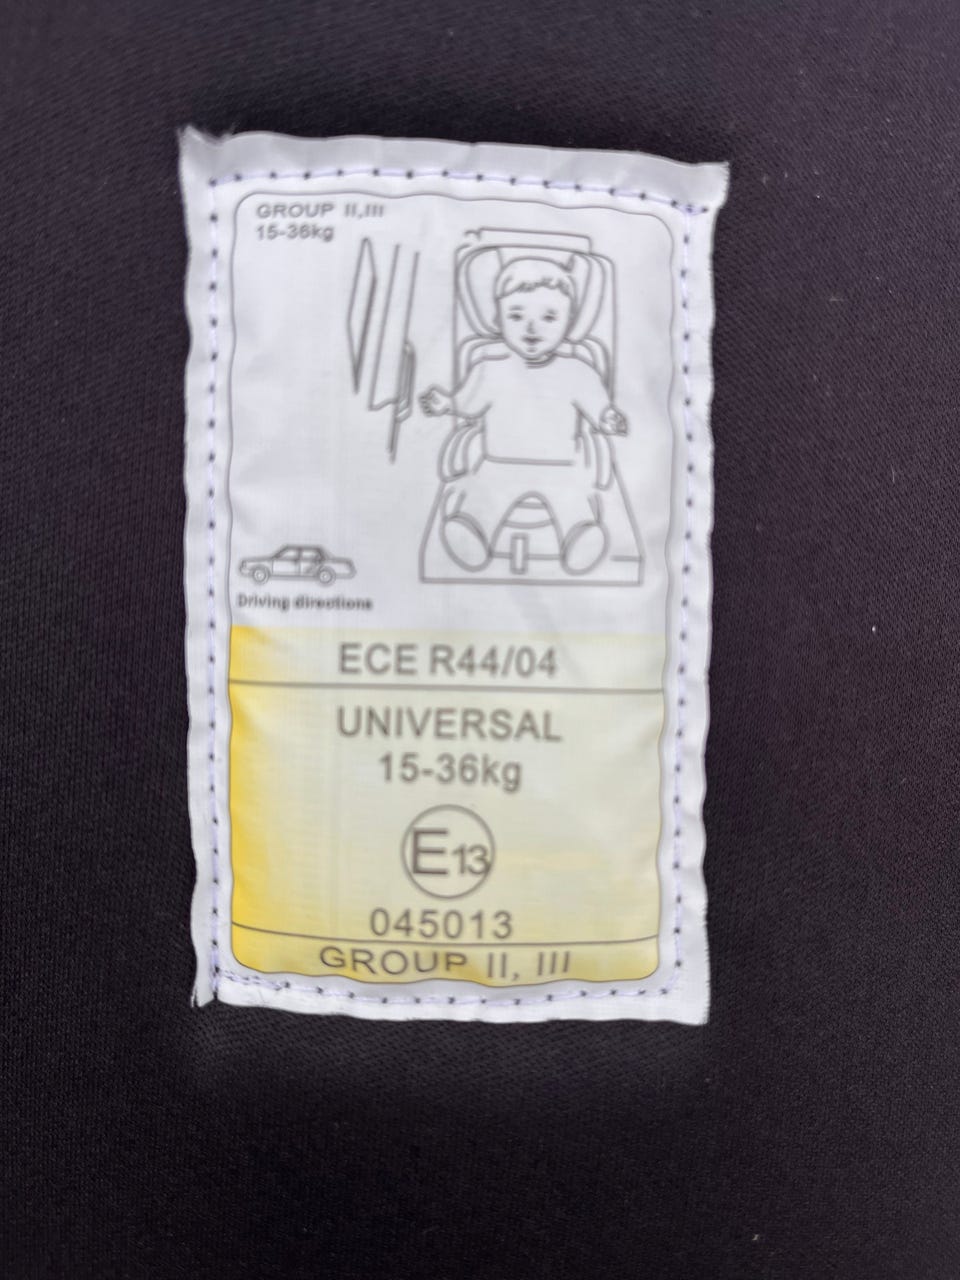 GROUP II,III
15-36kg
Driving directions
ECE R44/04
UNIVERSAL
15-36kg
E13
045013
GROUP II, III